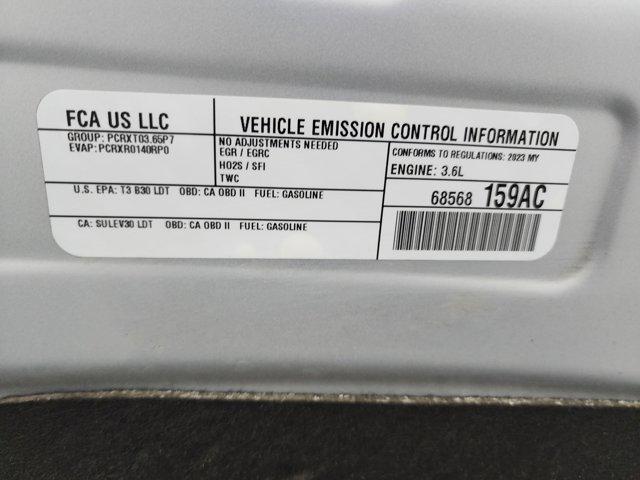 FCA US LLC
GROUP: PCRXT03.65P7
EVAP: PCRXR0140RP0
VEHICLE EMISSION CONTROL INFORMATION
NO ADJUSTMENTS NEEDED
EGR / EGRC
HO2S / SFI
TWC
CONFORMS TO REGULATIONS: 2023 MY
ENGINE: 3.6L
U.S. EPA: T3 B30 LDT OBD: CA OBD II FUEL: GASOLINE
CA: SULEV30 LDT OBD: CA OBD II FUEL: GASOLINE
68568 159AC